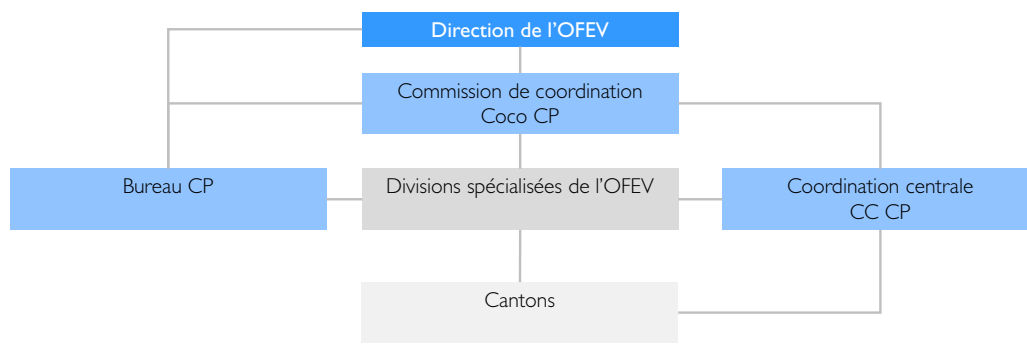 Direction de l’OFEV
Commission de coordination
Coco CP
Bureau CP
Divisions spécialisées de l’OFEV
Coordination centrale
CC CP
Cantons